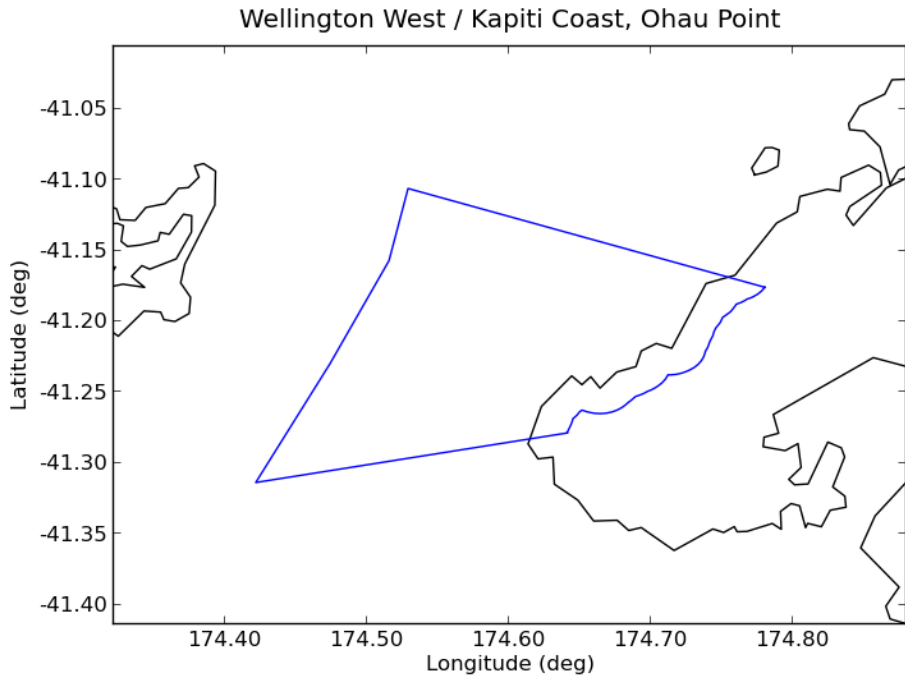 Wellington West / Kapiti Coast, Ohau Point
-41.05
-41.10
-41.15
-41.20
-41.25
-41.30
-41.35
-41.40
Latitude (deg)
174.40 174.50 174.60 174.70 174.80
Longitude (deg)